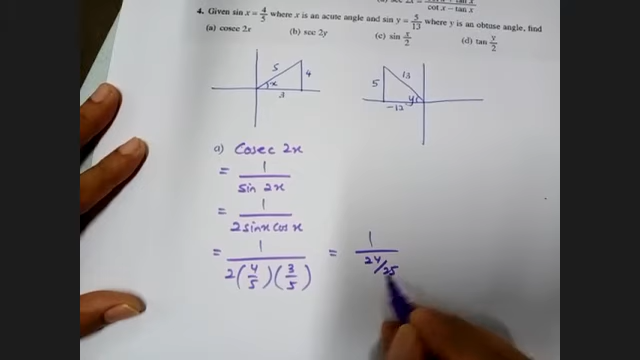 cot x − tan x
4. Given sin x = 4/5 where x is an acute angle and sin y = 5/13 where y is an obtuse angle, find
(a) cosec 2x (b) sec 2y (c) sin x/2 (d) tan y/2
5 4 x 3
5 13 y -12
a) Cosec 2x
= 1 / sin 2x
= 1 / 2 sin x cos x
= 1 / 2(4/5)(3/5) = 1 / 24/25